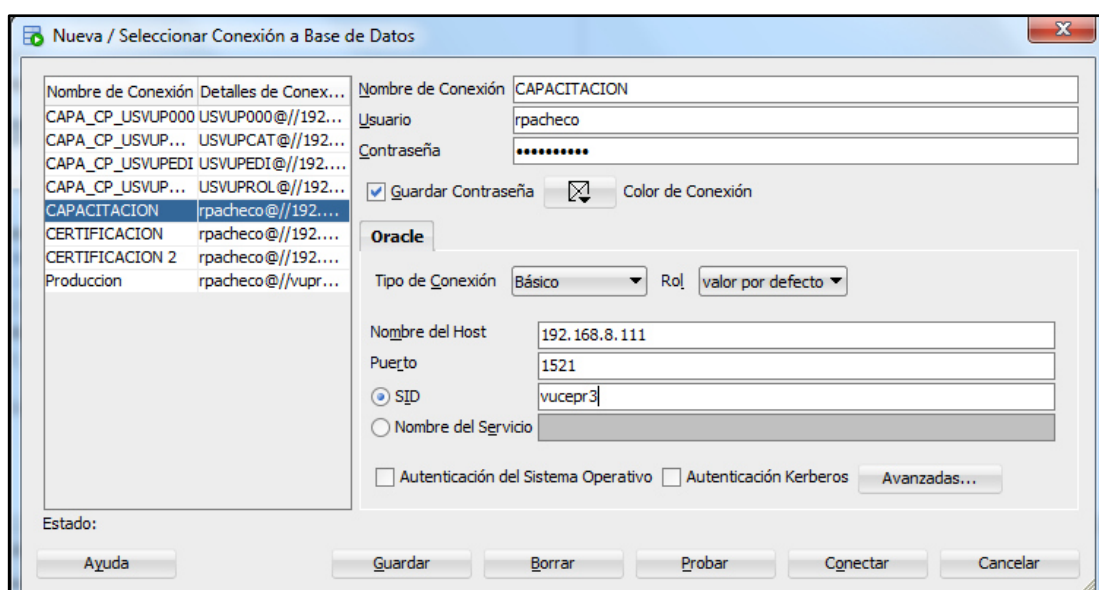 Nueva / Seleccionar Conexión a Base de Datos
Nombre de Conexión Detalles de Conex...
CAPA_CP_USVUP000 USVUP000@//192...
CAPA_CP_USVUP... USVUPCAT@//192...
CAPA_CP_USVUPEDI USVUPEDI@//192....
CAPA_CP_USVUP... USVUPROL@//192...
CAPACITACION rpacheco@//192....
CERTIFICACION rpacheco@//192....
CERTIFICACION 2 rpacheco@//192....
Produccion rpacheco@//vupr...
Nombre de Conexión CAPACITACION
Usuario rpacheco
Contraseña ••••••••••
Guardar Contraseña Color de Conexión
Oracle
Tipo de Conexión Básico Rol valor por defecto
Nombre del Host 192.168.8.111
Puerto 1521
SID vucepr3
Nombre del Servicio
Autenticación del Sistema Operativo Autenticación Kerberos Avanzadas...
Estado:
Ayuda Guardar Borrar Probar Conectar Cancelar